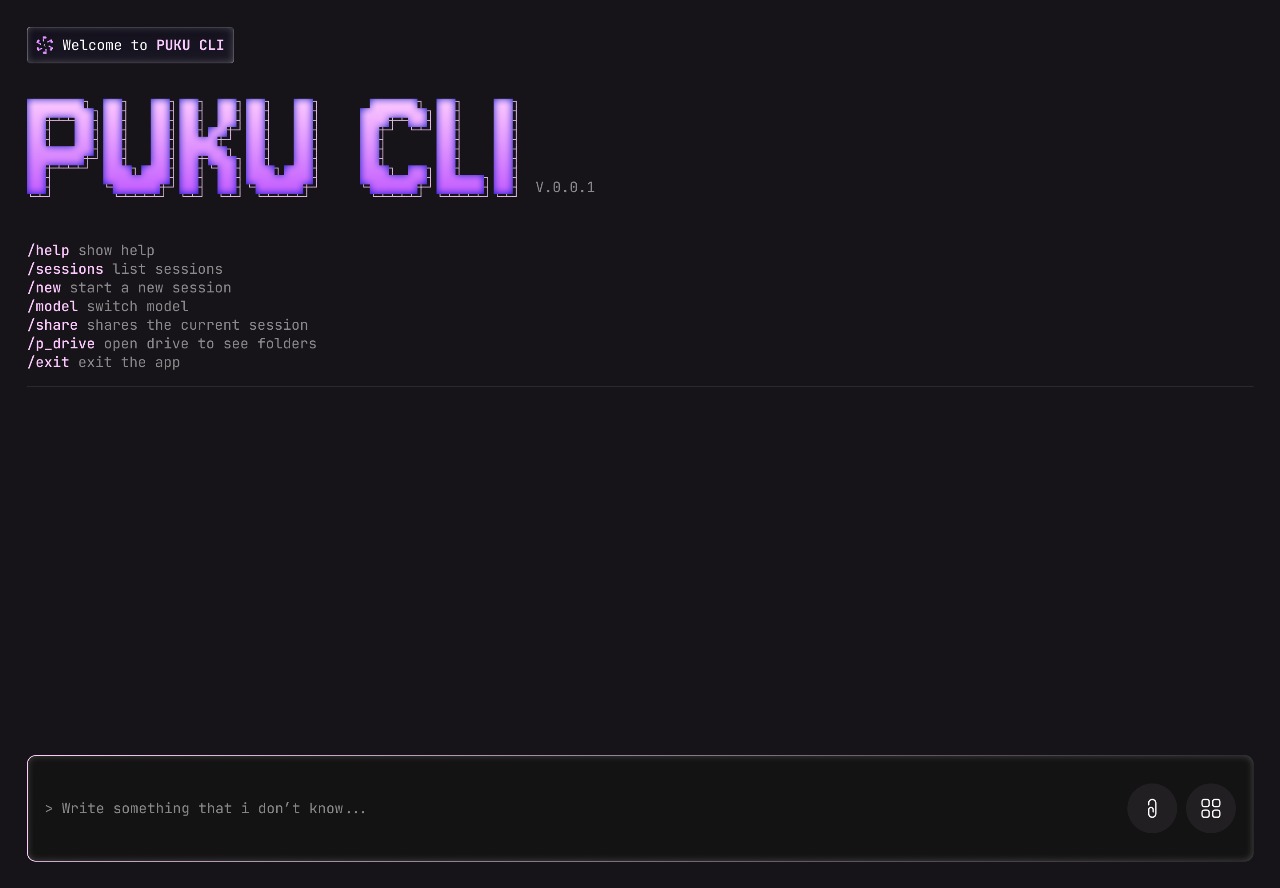 Welcome to PUKU CLI
PUKU CLI
V.0.0.1
/help show help
/sessions list sessions
/new start a new session
/model switch model
/share shares the current session
/p_drive open drive to see folders
/exit exit the app
> Write something that i don’t know...